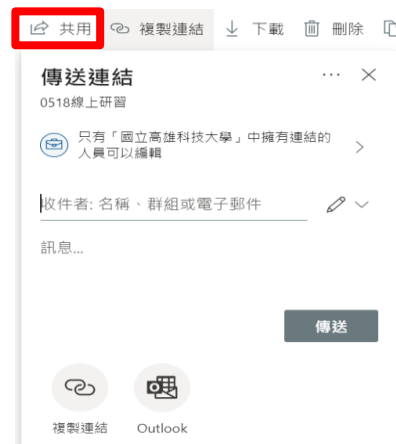 共用 複製連結 下載 刪除
傳送連結
0518線上研習
只有「國立高雄科技大學」中擁有連結的
人員可以編輯
收件者: 名稱、群組或電子郵件
訊息...
傳送
複製連結 Outlook